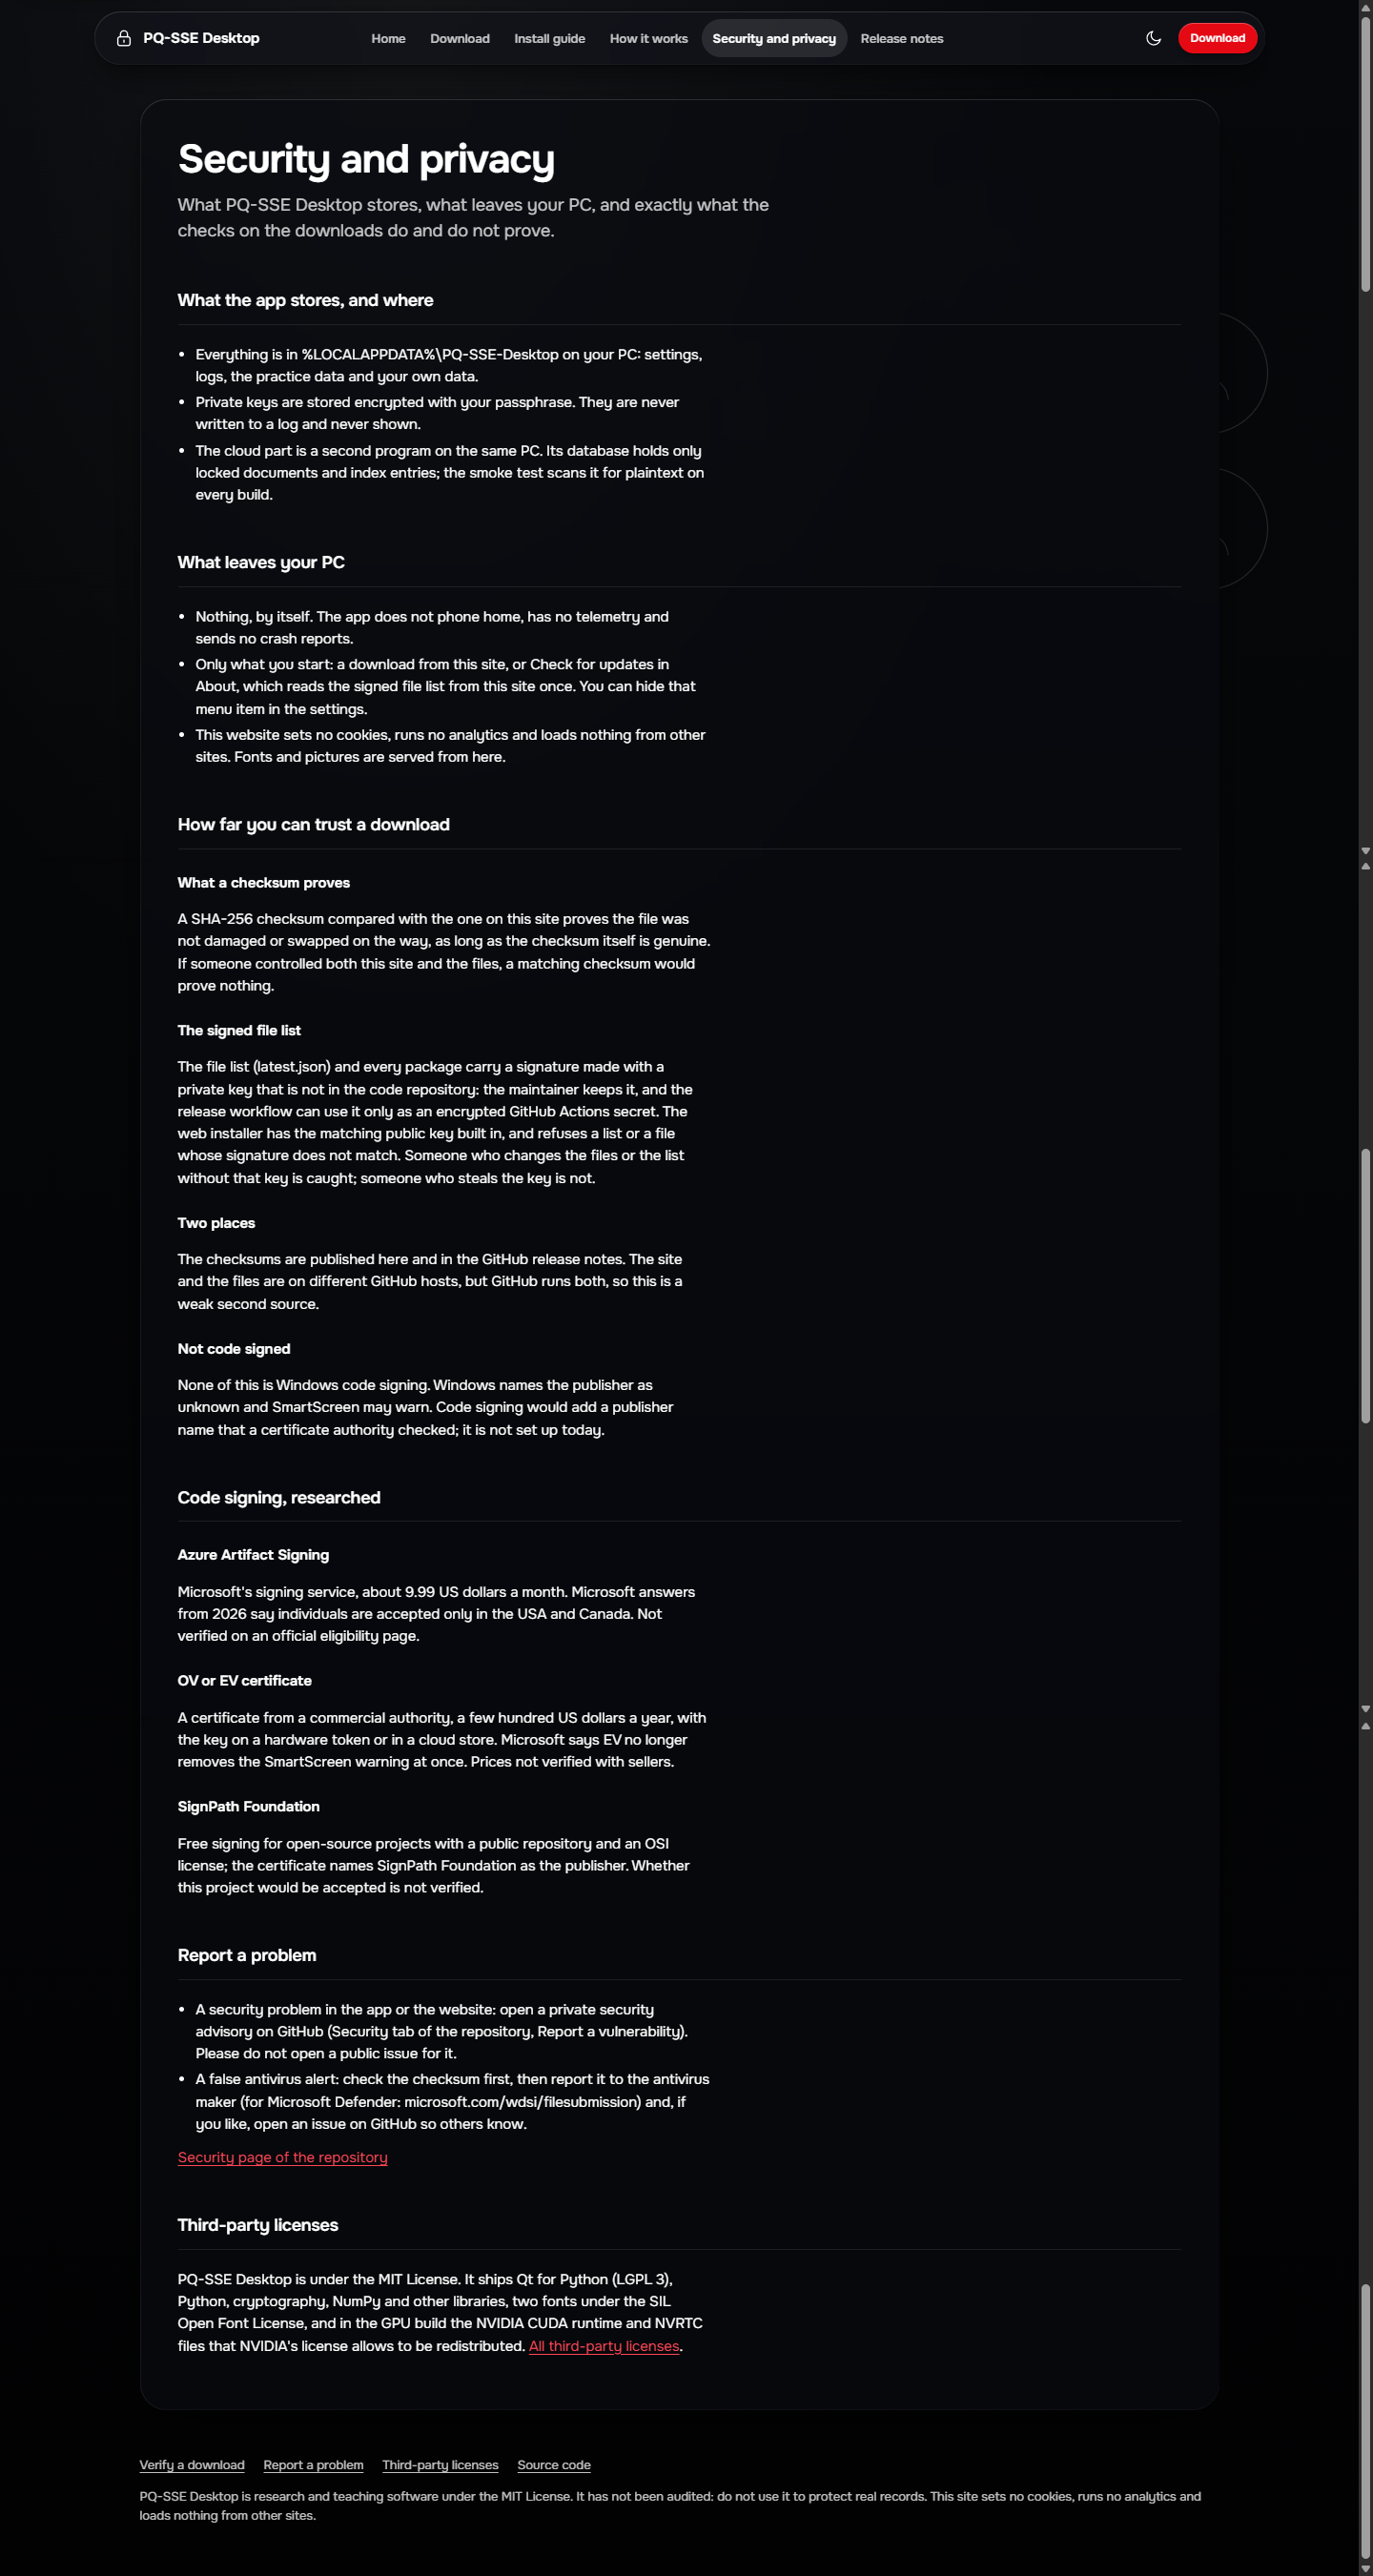 PQ-SSE Desktop
Home
Download
Install guide
How it works
Security and privacy
Release notes
Download
Security and privacy
What PQ-SSE Desktop stores, what leaves your PC, and exactly what the
checks on the downloads do and do not prove.
What the app stores, and where
• Everything is in %LOCALAPPDATA%\PQ-SSE-Desktop on your PC: settings,
logs, the practice data and your own data.
• Private keys are stored encrypted with your passphrase. They are never
written to a log and never shown.
• The cloud part is a second program on the same PC. Its database holds only
locked documents and index entries; the smoke test scans it for plaintext on
every build.
What leaves your PC
• Nothing, by itself. The app does not phone home, has no telemetry and
sends no crash reports.
• Only what you start: a download from this site, or Check for updates in
About, which reads the signed file list from this site once. You can hide that
menu item in the settings.
• This website sets no cookies, runs no analytics and loads nothing from other
sites. Fonts and pictures are served from here.
How far you can trust a download
What a checksum proves
A SHA-256 checksum compared with the one on this site proves the file was
not damaged or swapped on the way, as long as the checksum itself is genuine.
If someone controlled both this site and the files, a matching checksum would
prove nothing.
The signed file list
The file list (latest.json) and every package carry a signature made with a
private key that is not in the code repository: the maintainer keeps it, and the
release workflow can use it only as an encrypted GitHub Actions secret. The
web installer has the matching public key built in, and refuses a list or a file
whose signature does not match. Someone who changes the files or the list
without that key is caught; someone who steals the key is not.
Two places
The checksums are published here and in the GitHub release notes. The site
and the files are on different GitHub hosts, but GitHub runs both, so this is a
weak second source.
Not code signed
None of this is Windows code signing. Windows names the publisher as
unknown and SmartScreen may warn. Code signing would add a publisher
name that a certificate authority checked; it is not set up today.
Code signing, researched
Azure Artifact Signing
Microsoft's signing service, about 9.99 US dollars a month. Microsoft answers
from 2026 say individuals are accepted only in the USA and Canada. Not
verified on an official eligibility page.
OV or EV certificate
A certificate from a commercial authority, a few hundred US dollars a year, with
the key on a hardware token or in a cloud store. Microsoft says EV no longer
removes the SmartScreen warning at once. Prices not verified with sellers.
SignPath Foundation
Free signing for open-source projects with a public repository and an OSI
license; the certificate names SignPath Foundation as the publisher. Whether
this project would be accepted is not verified.
Report a problem
• A security problem in the app or the website: open a private security
advisory on GitHub (Security tab of the repository, Report a vulnerability).
Please do not open a public issue for it.
• A false antivirus alert: check the checksum first, then report it to the antivirus
maker (for Microsoft Defender: microsoft.com/wdsi/filesubmission) and, if
you like, open an issue on GitHub so others know.
Security page of the repository
Third-party licenses
PQ-SSE Desktop is under the MIT License. It ships Qt for Python (LGPL 3),
Python, cryptography, NumPy and other libraries, two fonts under the SIL
Open Font License, and in the GPU build the NVIDIA CUDA runtime and NVRTC
files that NVIDIA's license allows to be redistributed. All third-party licenses.
Verify a download
Report a problem
Third-party licenses
Source code
PQ-SSE Desktop is research and teaching software under the MIT License. It has not been audited: do not use it to protect real records. This site sets no cookies, runs no analytics and
loads nothing from other sites.